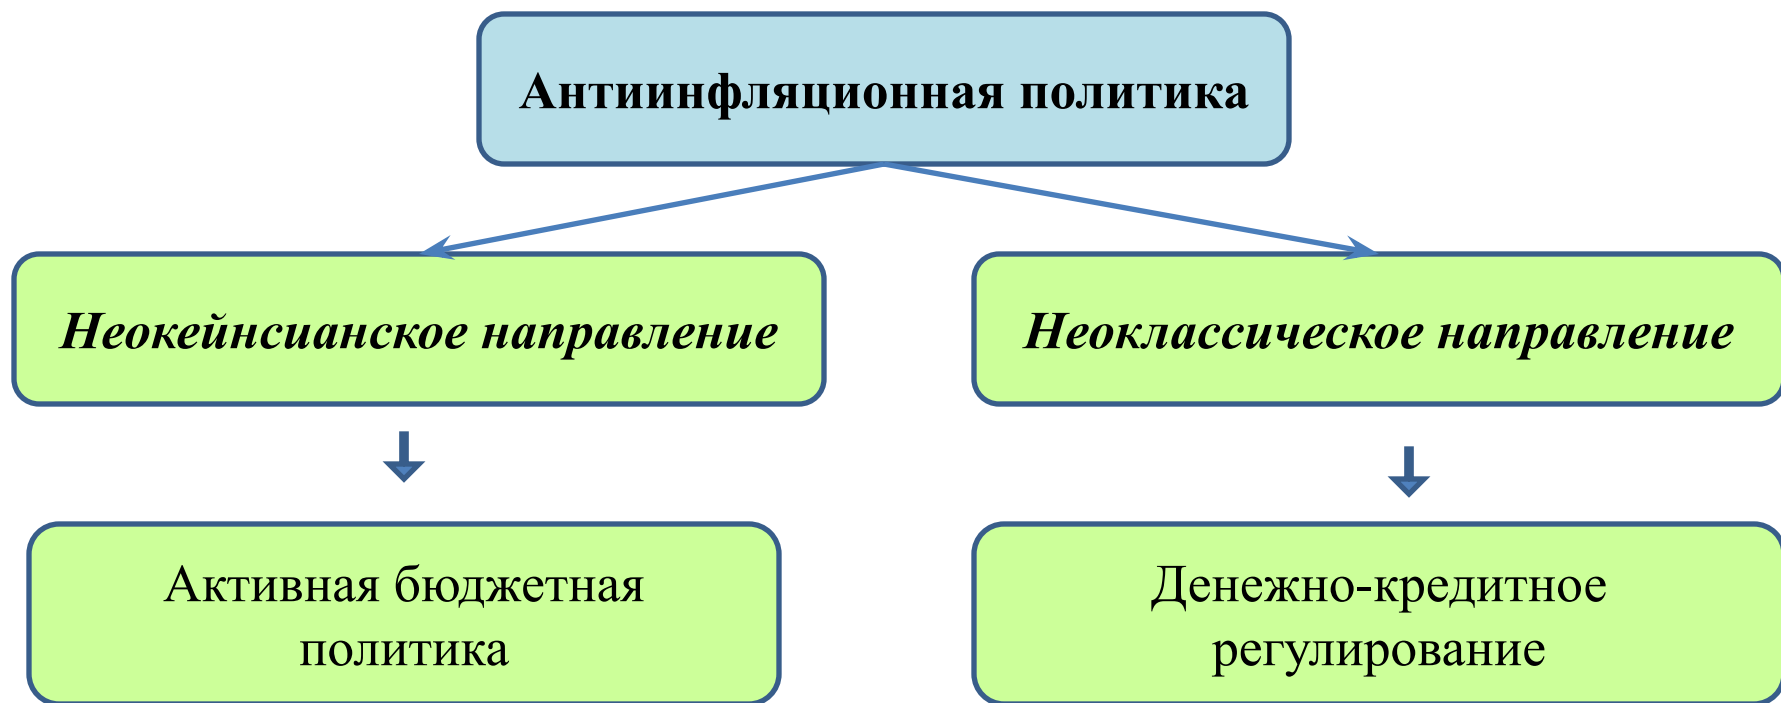 Антиинфляционная политика
Неокейнсианское направление
Неоклассическое направление
Активная бюджетная
политика
Денежно-кредитное
регулирование